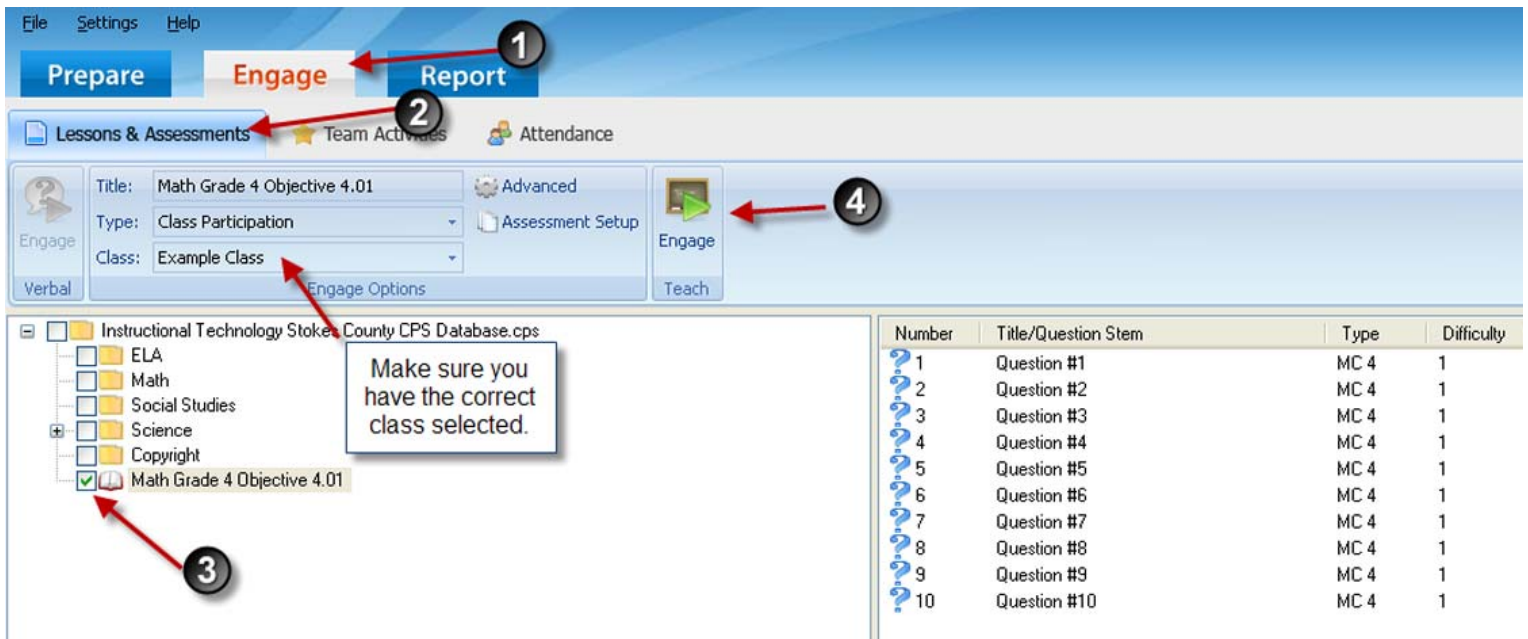 File Settings Help
1
Prepare Engage Report
2
Lessons & Assessments Team Activities Attendance
Title: Math Grade 4 Objective 4.01 Advanced
4
Type: Class Participation Assessment Setup
Engage Class: Example Class Engage
Verbal Engage Options Teach
Instructional Technology Stokes County CPS Database.cps
ELA
Math
Social Studies
Science
Copyright
Math Grade 4 Objective 4.01
Make sure you
have the correct
class selected.
3
Number Title/Question Stem Type Difficulty
1 Question #1 MC 4 1
2 Question #2 MC 4 1
3 Question #3 MC 4 1
4 Question #4 MC 4 1
5 Question #5 MC 4 1
6 Question #6 MC 4 1
7 Question #7 MC 4 1
8 Question #8 MC 4 1
9 Question #9 MC 4 1
10 Question #10 MC 4 1